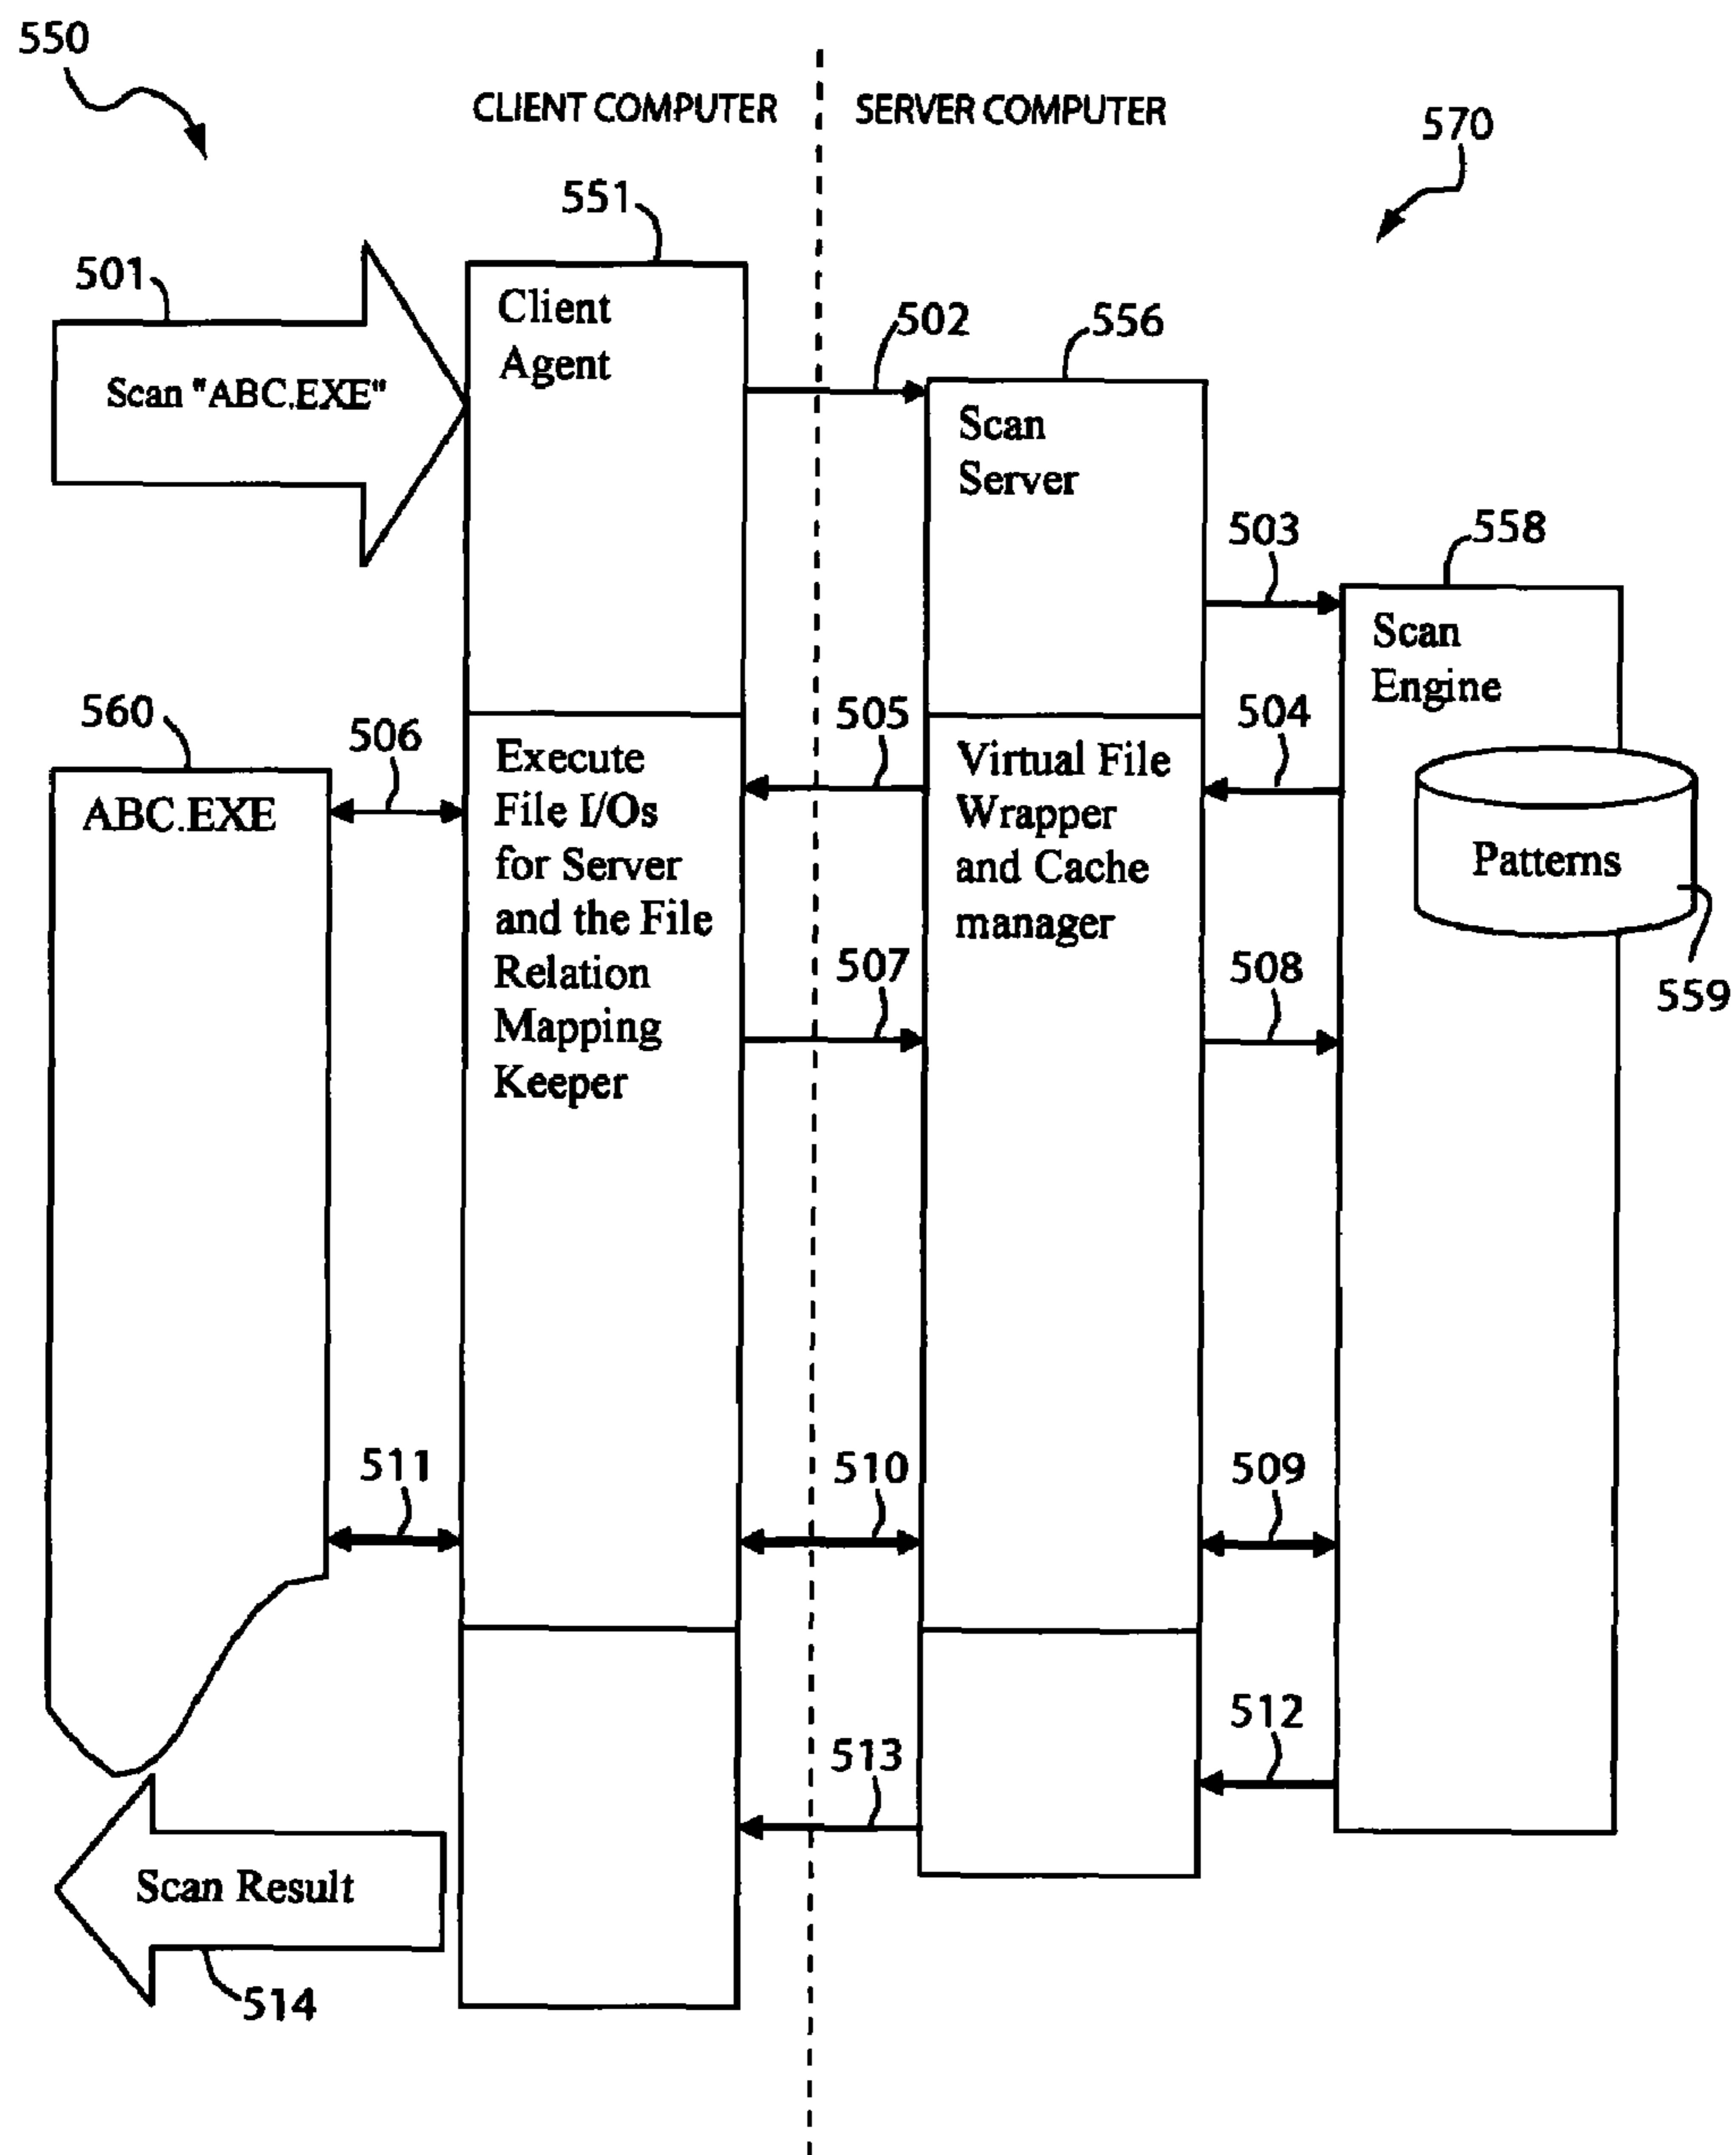 550
CLIENT COMPUTER
SERVER COMPUTER
570
551
501
Client
Agent
502
556
Scan "ABC.EXE"
Scan
Server
503
558
Scan
Engine
560
506
505
504
ABC.EXE
Execute
File I/Os
for Server
and the File
Relation
Mapping
Keeper
Virtual File
Wrapper
and Cache
manager
Patterns
559
507
508
511
510
509
512
513
Scan Result
514